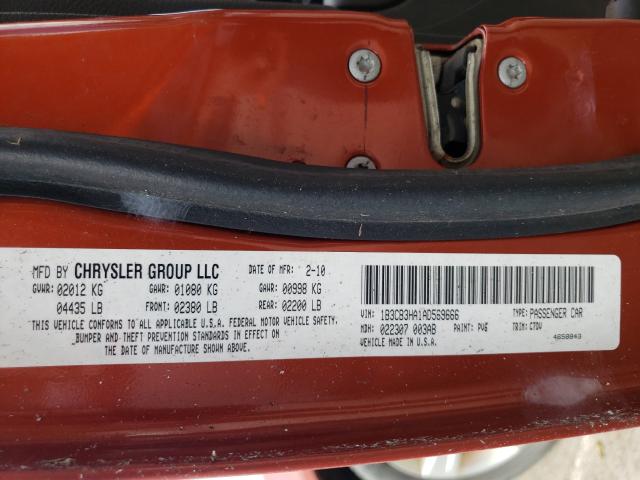 MFD BY CHRYSLER GROUP LLC DATE OF MFR: 2-10
GVWR: 02012 KG GAWR: 01080 KG GAWR: 00998 KG
04435 LB FRONT: 02380 LB REAR: 02200 LB
THIS VEHICLE CONFORMS TO ALL APPLICABLE U.S.A. FEDERAL MOTOR VEHICLE SAFETY,
BUMPER AND THEFT PREVENTION STANDARDS IN EFFECT ON
THE DATE OF MANUFACTURE SHOWN ABOVE.
VIN: 1B3CB3HA1AD569666 TYPE: PASSENGER CAR
MDH: 022307 003AB PAINT: PV6 TRIM: C7DV
VEHICLE MADE IN U.S.A. 4658043